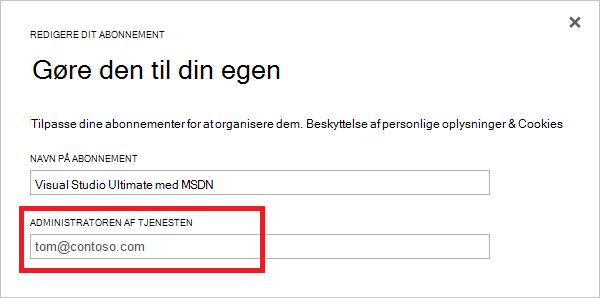 REDIGERE DIT ABONNEMENT
Gøre den til din egen
Tilpasse dine abonnementer for at organisere dem. Beskyttelse af personlige oplysninger & Cookies
NAVN PÅ ABONNEMENT
Visual Studio Ultimate med MSDN
ADMINISTRATOREN AF TJENESTEN
tom@contoso.com